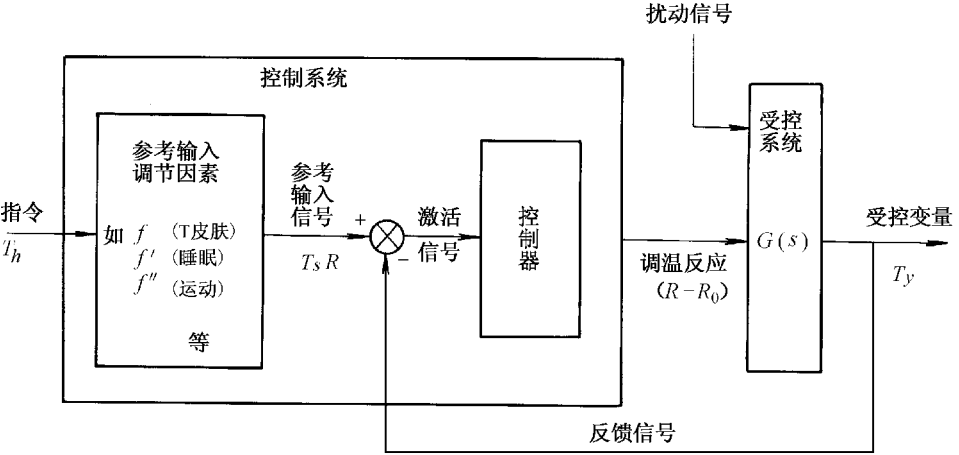 扰动信号
控制系统
参考输入
调节因素
如 f （T皮肤）
f′（睡眠）
f″（运动）
等
指令
T_h
参考
输入
信号
T_s R
+
−
激活
信号
控
制
器
调温反应
（R−R₀）
受控
系统
G(s)
受控变量
T_y
反馈信号